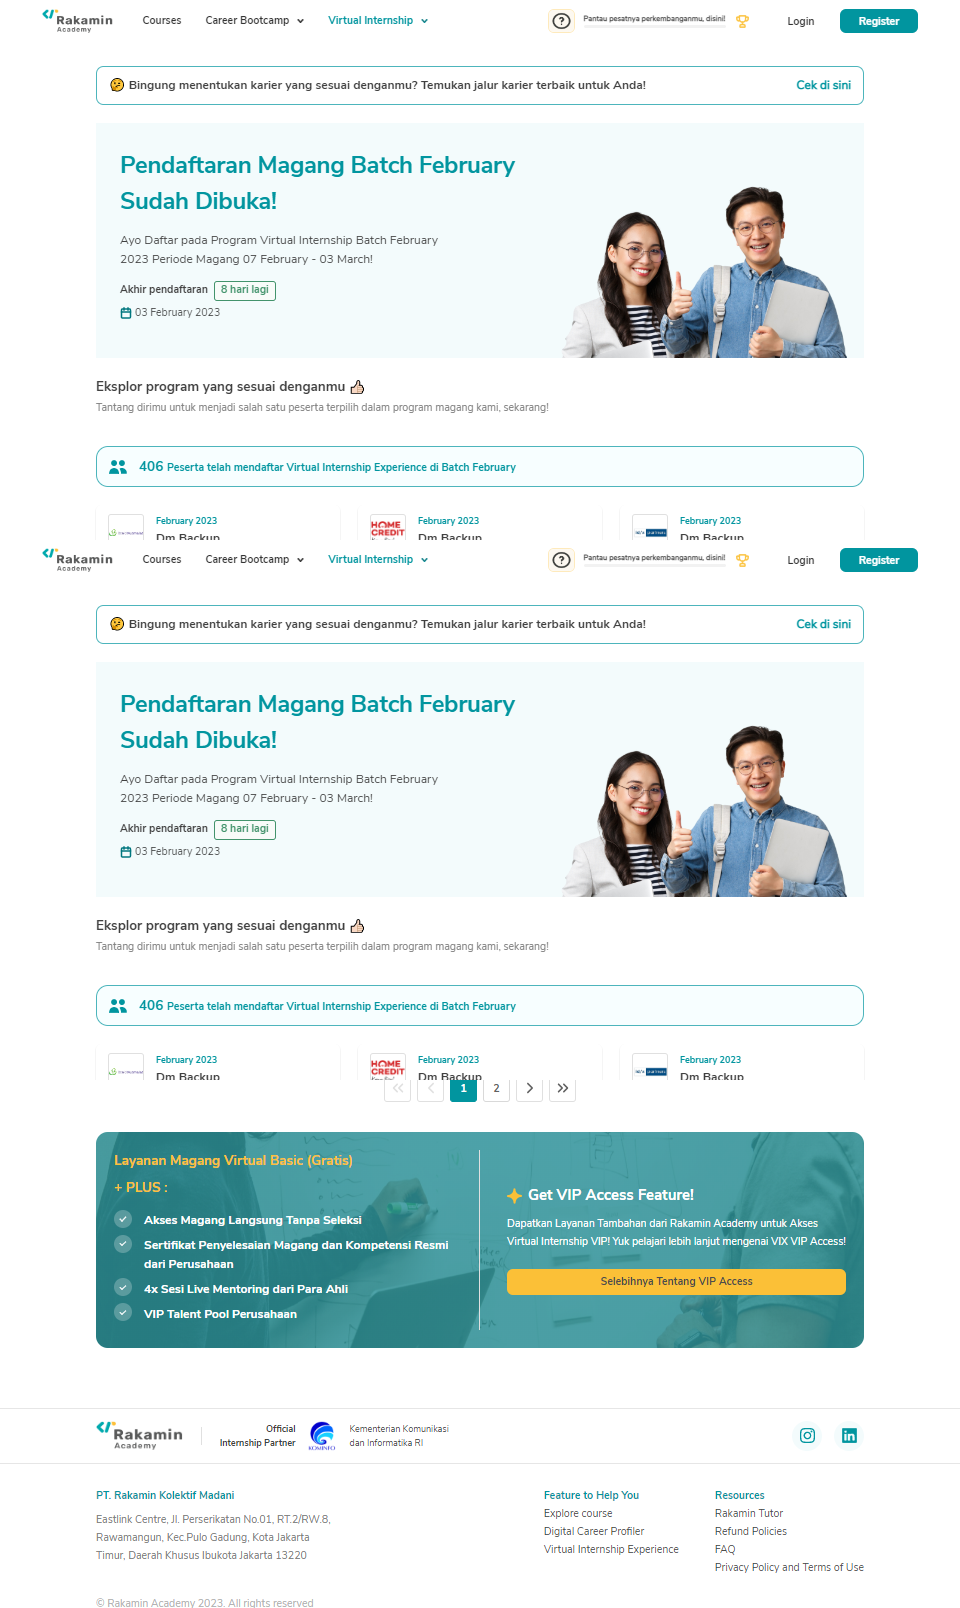 Rakamin
Academy
Courses
Career Bootcamp
Virtual Internship
Pantau pesatnya perkembanganmu, disini!
Login
Register
Bingung menentukan karier yang sesuai denganmu? Temukan jalur karier terbaik untuk Anda!
Cek di sini
Pendaftaran Magang Batch February
Sudah Dibuka!
Ayo Daftar pada Program Virtual Internship Batch February
2023 Periode Magang 07 February - 03 March!
Akhir pendaftaran 8 hari lagi
03 February 2023
Eksplor program yang sesuai denganmu
Tantang dirimu untuk menjadi salah satu peserta terpilih dalam program magang kami, sekarang!
406 Peserta telah mendaftar Virtual Internship Experience di Batch February
HOME
CREDIT
February 2023
Dm Backup
February 2023
Dm Backup
February 2023
Dm Backup
Rakamin
Academy
Courses
Career Bootcamp
Virtual Internship
Pantau pesatnya perkembanganmu, disini!
Login
Register
Bingung menentukan karier yang sesuai denganmu? Temukan jalur karier terbaik untuk Anda!
Cek di sini
Pendaftaran Magang Batch February
Sudah Dibuka!
Ayo Daftar pada Program Virtual Internship Batch February
2023 Periode Magang 07 February - 03 March!
Akhir pendaftaran 8 hari lagi
03 February 2023
Eksplor program yang sesuai denganmu
Tantang dirimu untuk menjadi salah satu peserta terpilih dalam program magang kami, sekarang!
406 Peserta telah mendaftar Virtual Internship Experience di Batch February
HOME
CREDIT
February 2023
Dm Backup
February 2023
Dm Backup
February 2023
Dm Backup
1 2
Layanan Magang Virtual Basic (Gratis)
+ PLUS :
Akses Magang Langsung Tanpa Seleksi
Sertifikat Penyelesaian Magang dan Kompetensi Resmi
dari Perusahaan
4x Sesi Live Mentoring dari Para Ahli
VIP Talent Pool Perusahaan
Get VIP Access Feature!
Dapatkan Layanan Tambahan dari Rakamin Academy untuk Akses
Virtual Internship VIP! Yuk pelajari lebih lanjut mengenai VIX VIP Access!
Selebihnya Tentang VIP Access
Rakamin
Academy
Official
Internship Partner
KOMINFO
Kementerian Komunikasi
dan Informatika RI
PT. Rakamin Kolektif Madani
Eastlink Centre, Jl. Perserikatan No.01, RT.2/RW.8,
Rawamangun, Kec.Pulo Gadung, Kota Jakarta
Timur, Daerah Khusus Ibukota Jakarta 13220
Feature to Help You
Explore course
Digital Career Profiler
Virtual Internship Experience
Resources
Rakamin Tutor
Refund Policies
FAQ
Privacy Policy and Terms of Use
© Rakamin Academy 2023. All rights reserved